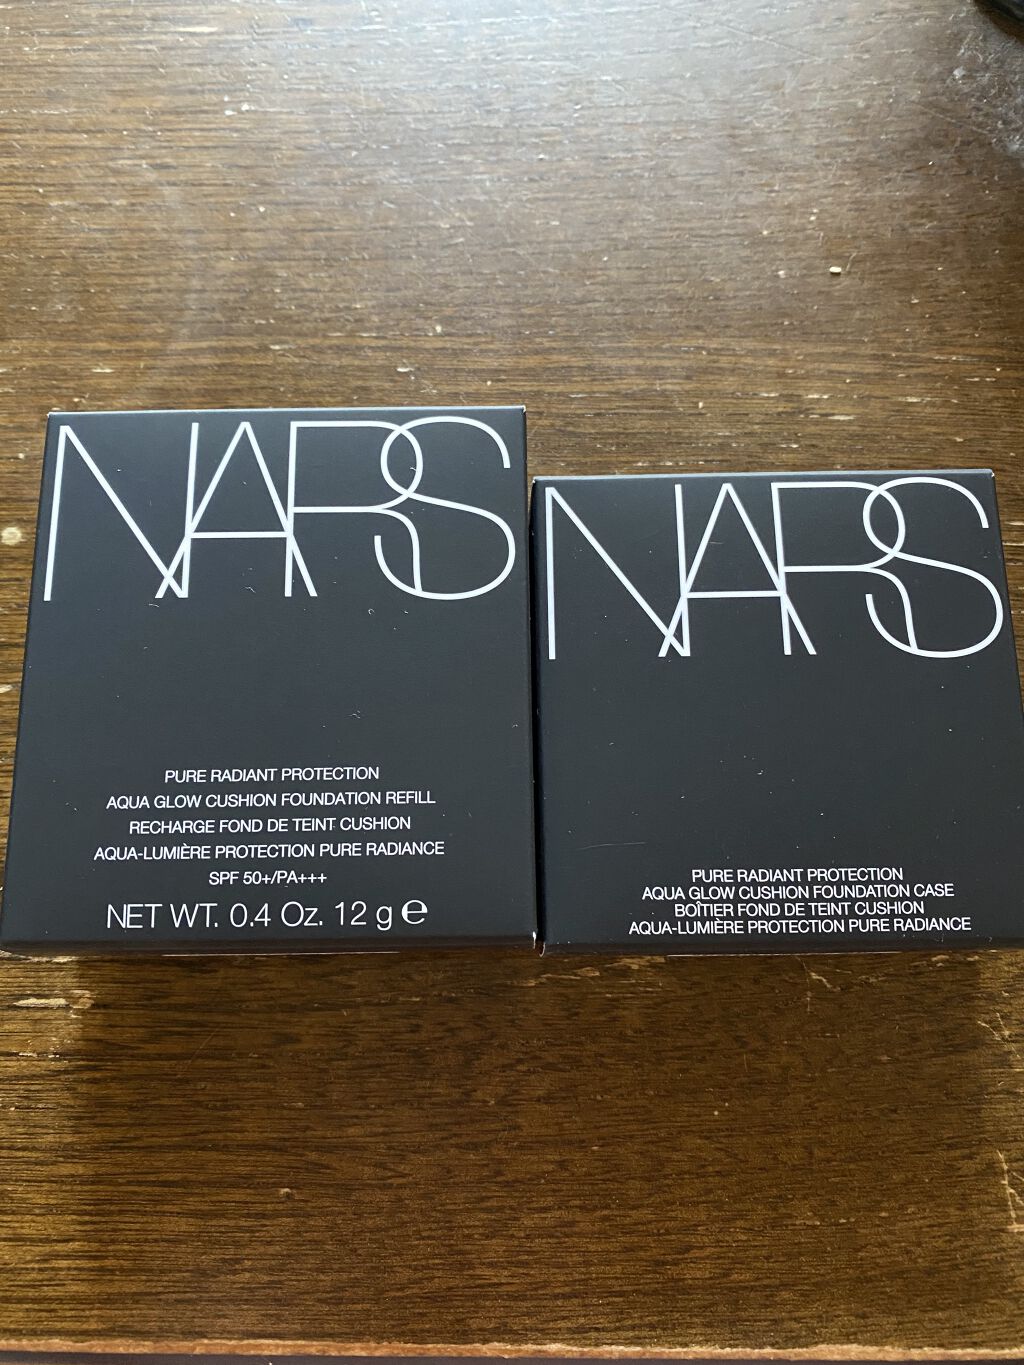 NARS
PURE RADIANT PROTECTION
AQUA GLOW CUSHION FOUNDATION REFILL
RECHARGE FOND DE TEINT CUSHION
AQUA-LUMIÈRE PROTECTION PURE RADIANCE
SPF 50+/PA+++
NET WT. 0.4 Oz. 12 g ℮
NARS
PURE RADIANT PROTECTION
AQUA GLOW CUSHION FOUNDATION CASE
BOÎTIER FOND DE TEINT CUSHION
AQUA-LUMIÈRE PROTECTION PURE RADIANCE